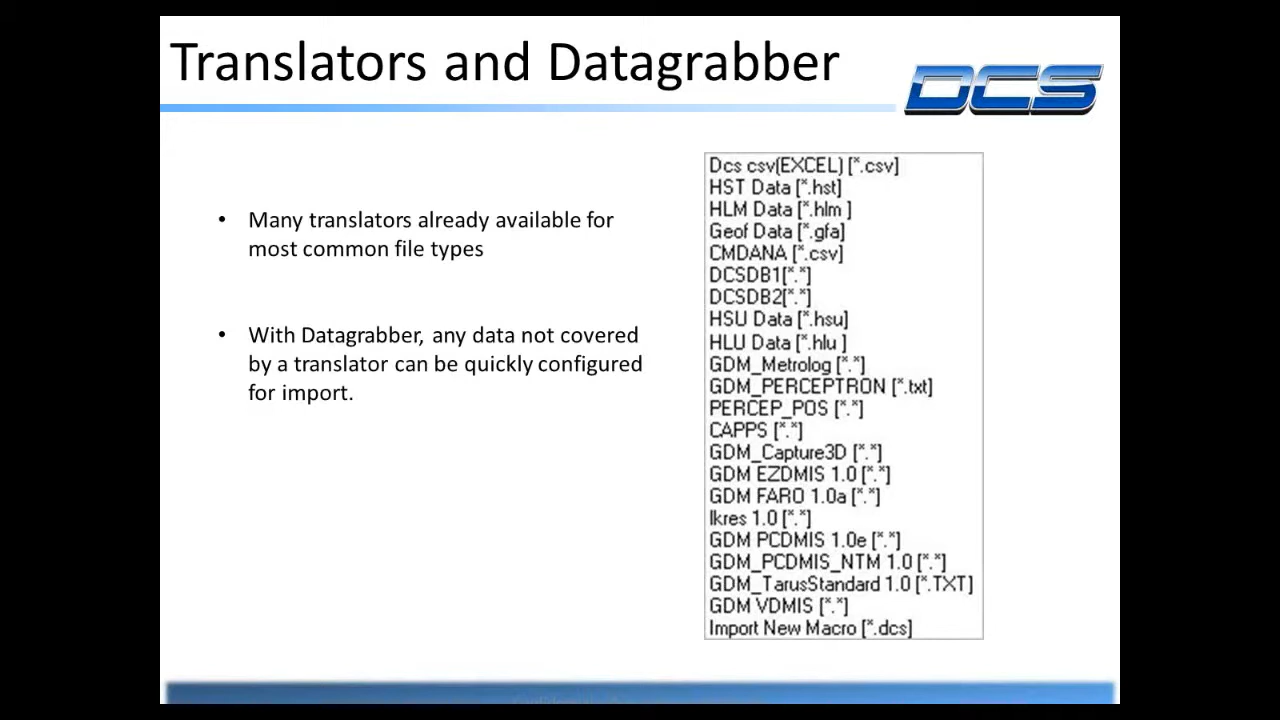 Translators and Datagrabber
DCS
• Many translators already available for
most common file types
• With Datagrabber, any data not covered
by a translator can be quickly configured
for import.
Dcs csv(EXCEL) [*.csv]
HST Data [*.hst]
HLM Data [*.hlm ]
Geof Data [*.gfa]
CMDANA [*.csv]
DCSDB1[*.*]
DCSDB2[*.*]
HSU Data [*.hsu]
HLU Data [*.hlu ]
GDM_Metrolog [*.*]
GDM_PERCEPTRON [*.txt]
PERCEP_POS [*.*]
CAPPS [*.*]
GDM_Capture3D [*.*]
GDM EZDMIS 1.0 [*.*]
GDM FARO 1.0a [*.*]
Ikres 1.0 [*.*]
GDM PCDMIS 1.0e [*.*]
GDM_PCDMIS_NTM 1.0 [*.*]
GDM_TarusStandard 1.0 [*.TXT]
GDM VDMIS [*.*]
Import New Macro [*.dcs]